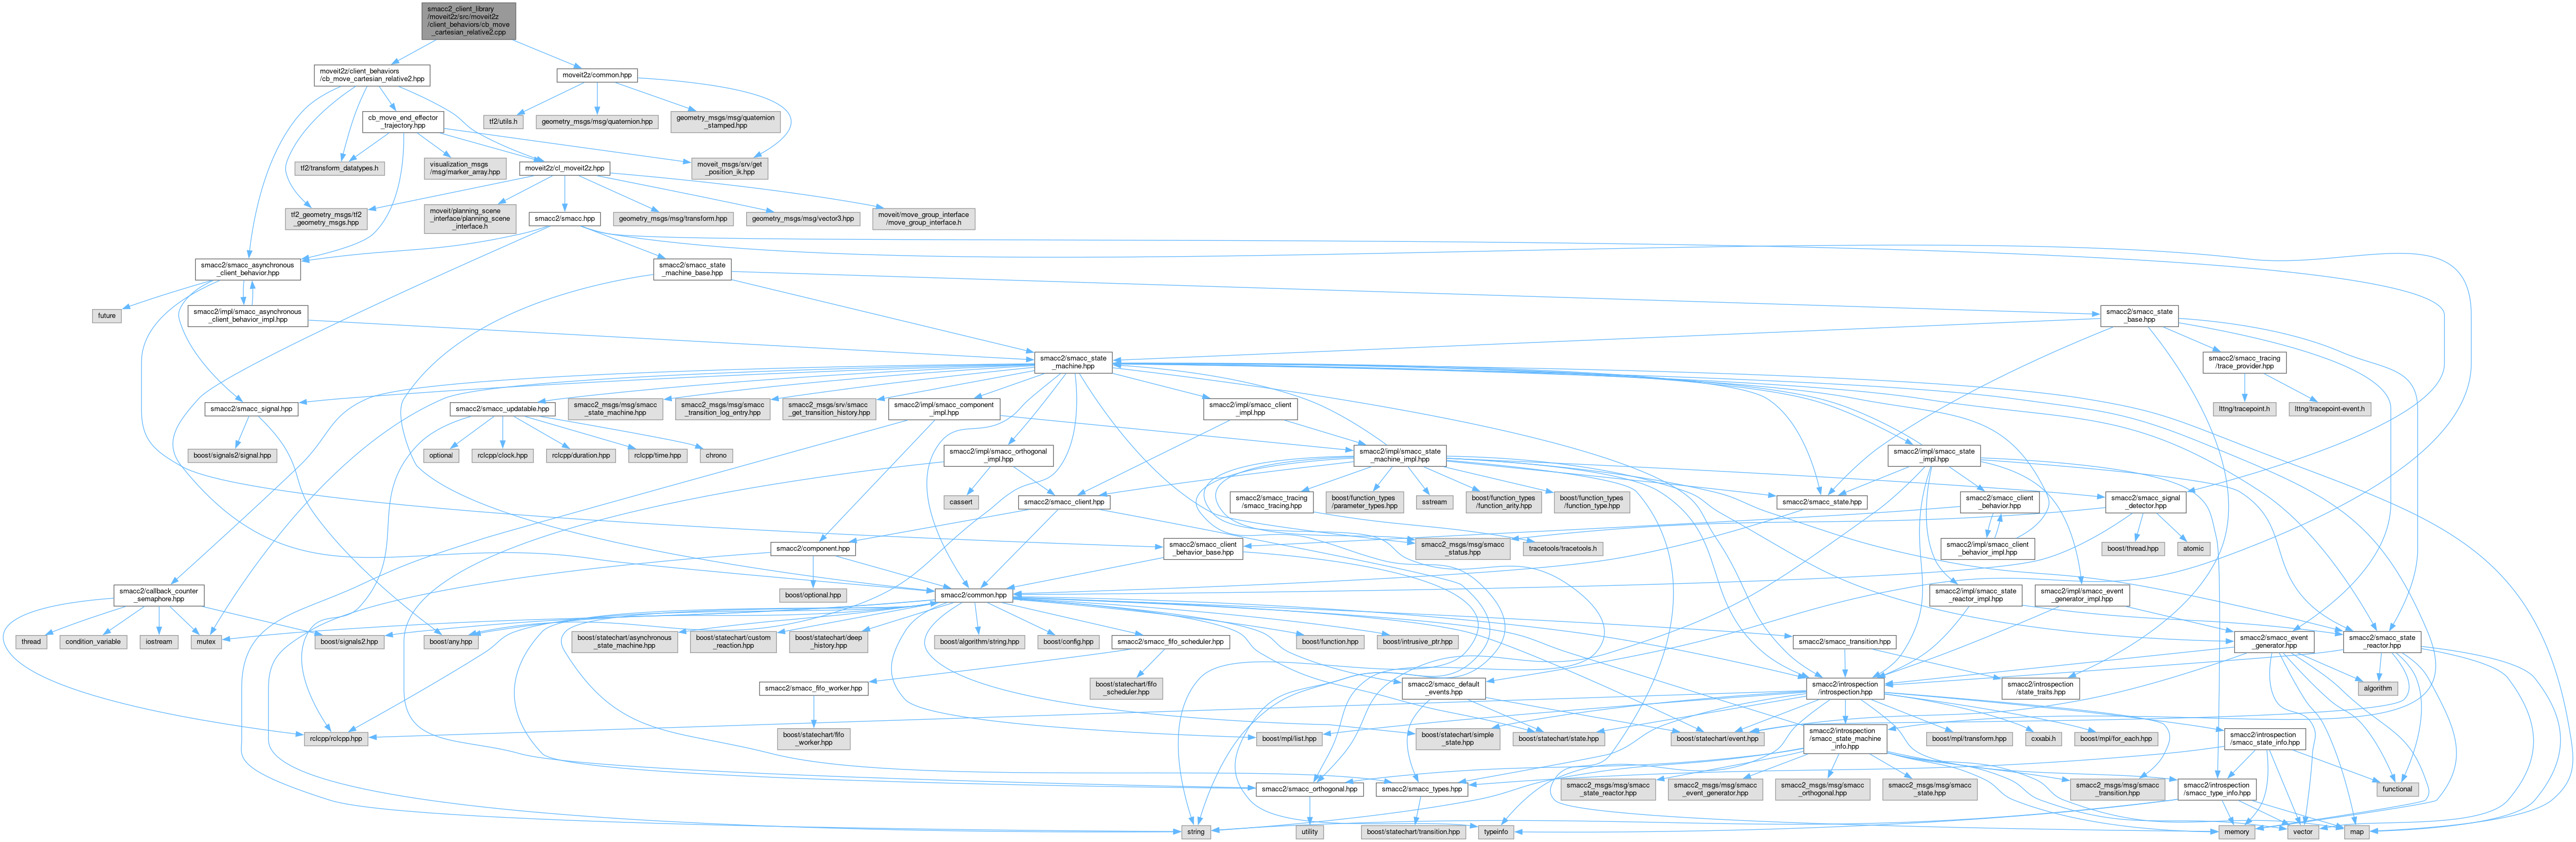 smacc2_client_library
/moveit2z/src/moveit2z
/client_behaviors/cb_move
_cartesian_relative2.cpp
moveit2z/client_behaviors
/cb_move_cartesian_relative2.hpp
moveit2z/common.hpp
cb_move_end_effector
_trajectory.hpp
tf2/utils.h
geometry_msgs/msg/quaternion.hpp
geometry_msgs/msg/quaternion
_stamped.hpp
tf2/transform_datatypes.h
visualization_msgs
/msg/marker_array.hpp
moveit2z/cl_moveit2z.hpp
moveit_msgs/srv/get
_position_ik.hpp
tf2_geometry_msgs/tf2
_geometry_msgs.hpp
moveit/planning_scene
_interface/planning_scene
_interface.h
smacc2/smacc.hpp
geometry_msgs/msg/transform.hpp
geometry_msgs/msg/vector3.hpp
moveit/move_group_interface
/move_group_interface.h
smacc2/smacc_asynchronous
_client_behavior.hpp
smacc2/smacc_state
_machine_base.hpp
future
smacc2/impl/smacc_asynchronous
_client_behavior_impl.hpp
smacc2/smacc_state
_base.hpp
smacc2/smacc_state
_machine.hpp
smacc2/smacc_tracing
/trace_provider.hpp
smacc2/smacc_signal.hpp
smacc2/smacc_updatable.hpp
smacc2_msgs/msg/smacc
_state_machine.hpp
smacc2_msgs/msg/smacc
_transition_log_entry.hpp
smacc2_msgs/srv/smacc
_get_transition_history.hpp
smacc2/impl/smacc_component
_impl.hpp
smacc2/impl/smacc_client
_impl.hpp
lttng/tracepoint.h
lttng/tracepoint-event.h
boost/signals2/signal.hpp
optional
rclcpp/clock.hpp
rclcpp/duration.hpp
rclcpp/time.hpp
chrono
smacc2/impl/smacc_orthogonal
_impl.hpp
smacc2/impl/smacc_state
_machine_impl.hpp
smacc2/impl/smacc_state
_impl.hpp
cassert
smacc2/smacc_client.hpp
smacc2/smacc_tracing
/smacc_tracing.hpp
boost/function_types
/parameter_types.hpp
sstream
boost/function_types
/function_arity.hpp
boost/function_types
/function_type.hpp
smacc2/smacc_state.hpp
smacc2/smacc_client
_behavior.hpp
smacc2/smacc_signal
_detector.hpp
smacc2/component.hpp
smacc2/smacc_client
_behavior_base.hpp
smacc2_msgs/msg/smacc
_status.hpp
tracetools/tracetools.h
smacc2/impl/smacc_client
_behavior_impl.hpp
boost/thread.hpp
atomic
smacc2/callback_counter
_semaphore.hpp
boost/optional.hpp
smacc2/common.hpp
smacc2/impl/smacc_state
_reactor_impl.hpp
smacc2/impl/smacc_event
_generator_impl.hpp
thread
condition_variable
iostream
mutex
boost/signals2.hpp
boost/any.hpp
boost/statechart/asynchronous
_state_machine.hpp
boost/statechart/custom
_reaction.hpp
boost/statechart/deep
_history.hpp
boost/algorithm/string.hpp
boost/config.hpp
smacc2/smacc_fifo_scheduler.hpp
boost/function.hpp
boost/intrusive_ptr.hpp
smacc2/smacc_transition.hpp
smacc2/smacc_event
_generator.hpp
smacc2/smacc_state
_reactor.hpp
smacc2/smacc_fifo_worker.hpp
boost/statechart/fifo
_scheduler.hpp
smacc2/smacc_default
_events.hpp
smacc2/introspection
/introspection.hpp
smacc2/introspection
/state_traits.hpp
algorithm
rclcpp/rclcpp.hpp
boost/statechart/fifo
_worker.hpp
boost/mpl/list.hpp
boost/statechart/simple
_state.hpp
boost/statechart/state.hpp
boost/statechart/event.hpp
smacc2/introspection
/smacc_state_machine
_info.hpp
boost/mpl/transform.hpp
cxxabi.h
boost/mpl/for_each.hpp
smacc2/introspection
/smacc_state_info.hpp
smacc2/smacc_orthogonal.hpp
smacc2/smacc_types.hpp
smacc2_msgs/msg/smacc
_state_reactor.hpp
smacc2_msgs/msg/smacc
_event_generator.hpp
smacc2_msgs/msg/smacc
_orthogonal.hpp
smacc2_msgs/msg/smacc
_state.hpp
smacc2_msgs/msg/smacc
_transition.hpp
smacc2/introspection
/smacc_type_info.hpp
functional
string
utility
boost/statechart/transition.hpp
typeinfo
memory
vector
map